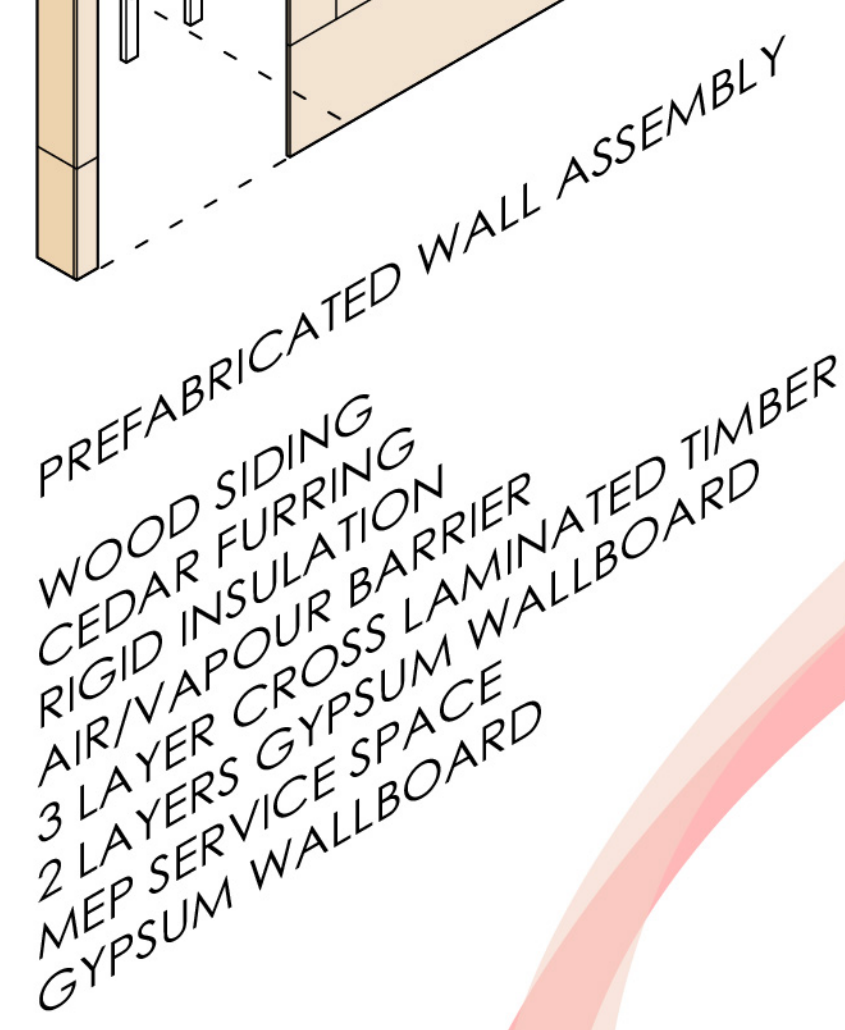 PREFABRICATED WALL ASSEMBLY
WOOD SIDING
CEDAR FURRING
RIGID INSULATION
AIR/VAPOUR BARRIER
3 LAYER CROSS LAMINATED TIMBER
2 LAYERS GYPSUM WALLBOARD
MEP SERVICE SPACE
GYPSUM WALLBOARD